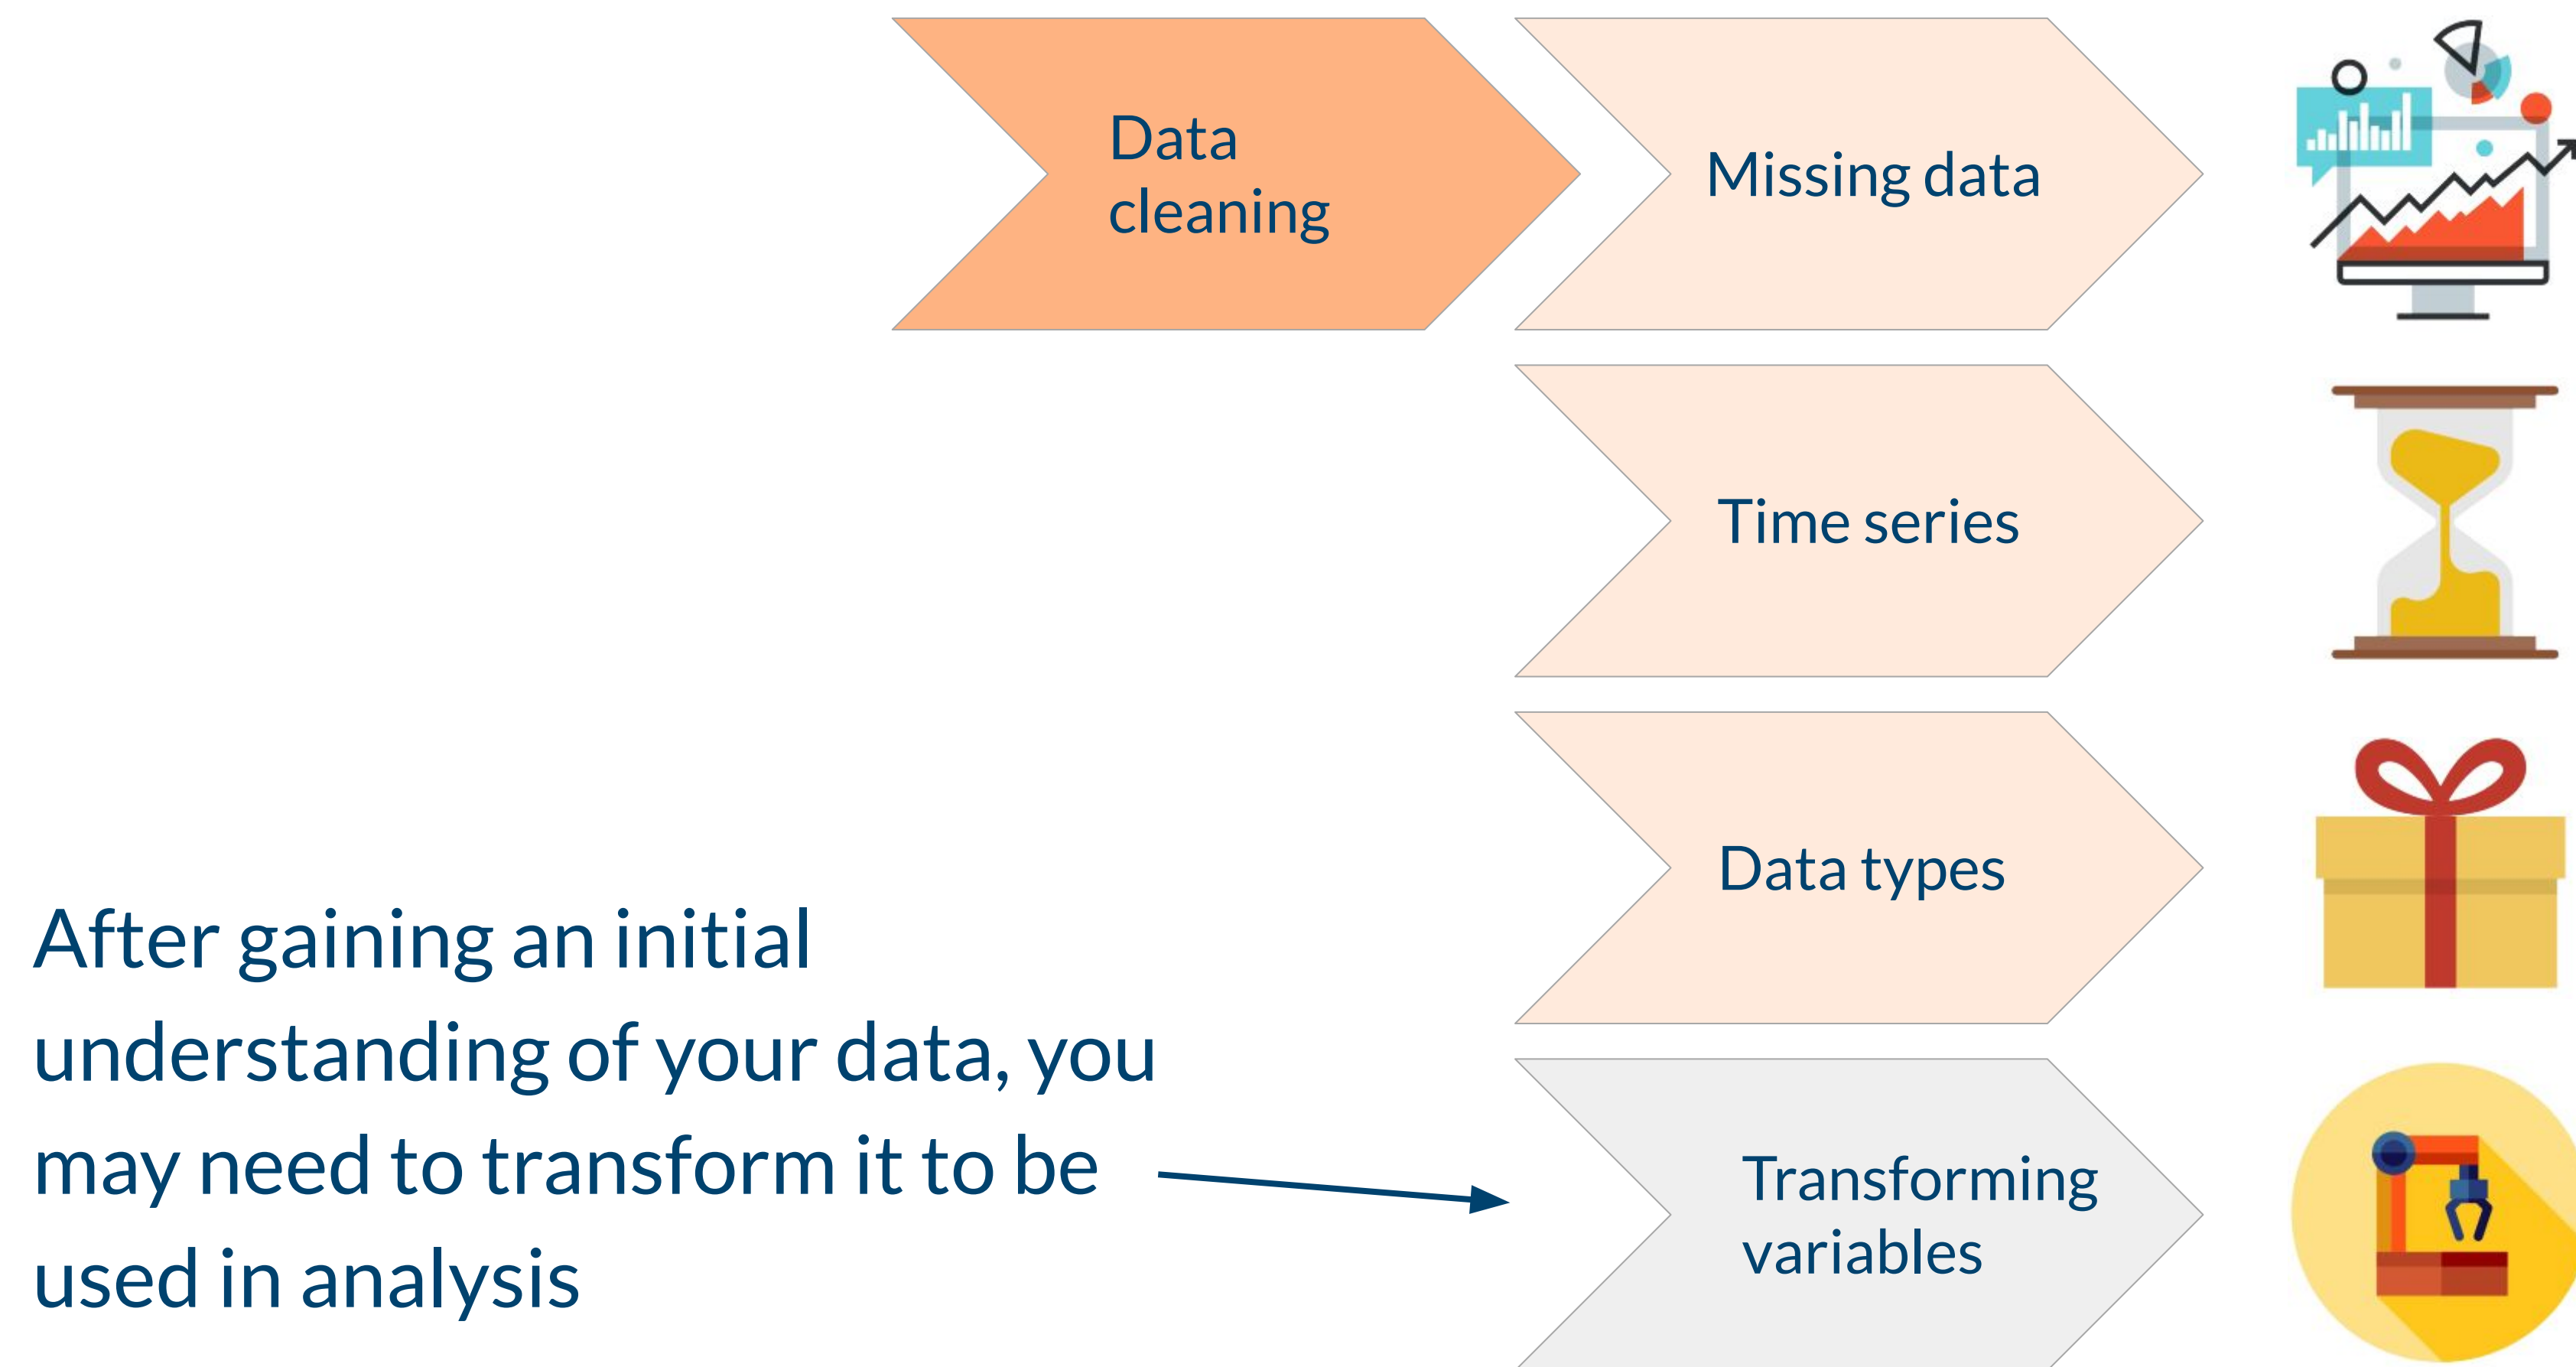 Data
cleaning
Missing data
Time series
Data types
After gaining an initial
understanding of your data, you
may need to transform it to be
used in analysis
Transforming
variables